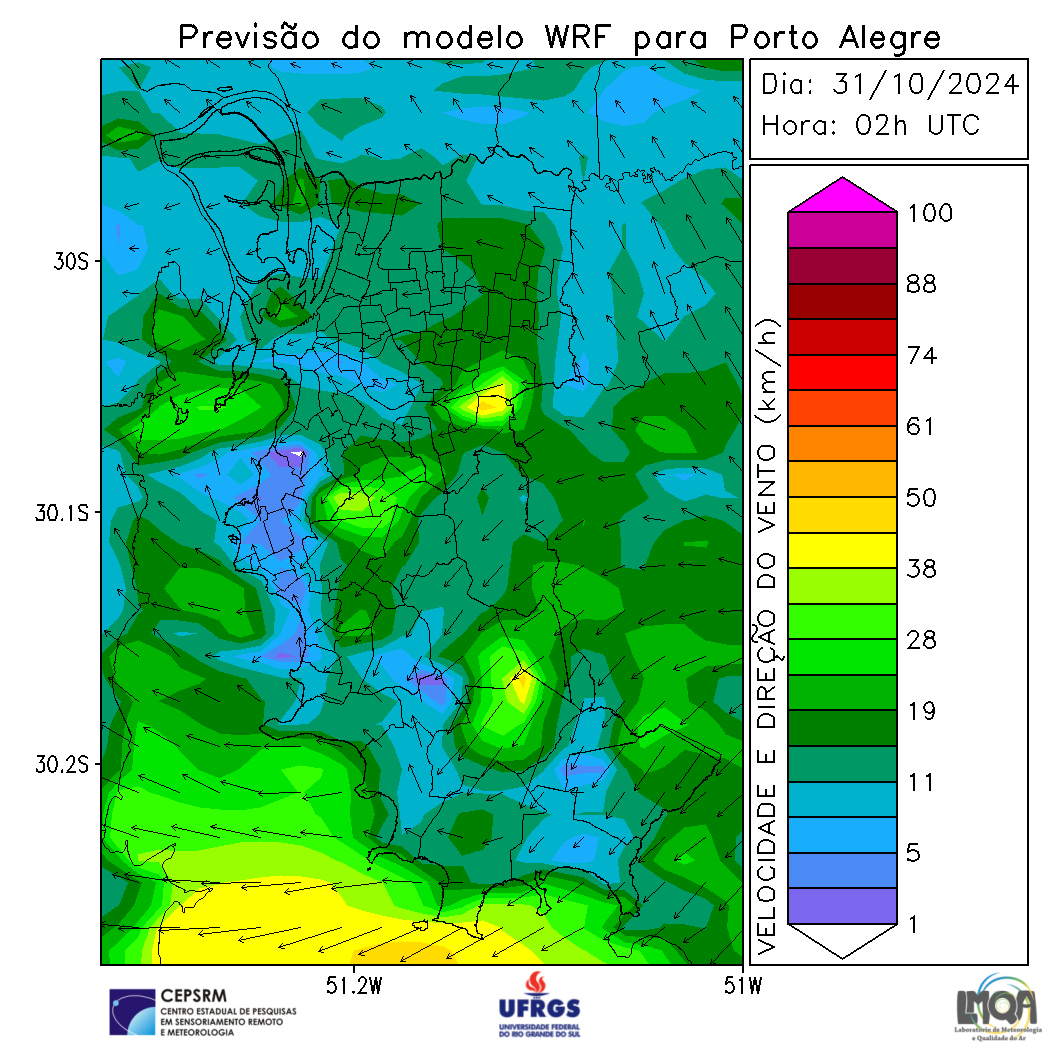 Previsão do modelo WRF para Porto Alegre
Dia: 31/10/2024
Hora: 02h UTC
30S
30.1S
30.2S
51.2W
51W
VELOCIDADE E DIREÇÃO DO VENTO (km/h)
100
88
74
61
50
38
28
19
11
5
1
CEPSRM
CENTRO ESTADUAL DE PESQUISAS
EM SENSORIAMENTO REMOTO
E METEOROLOGIA
UFRGS
UNIVERSIDADE FEDERAL
DO RIO GRANDE DO SUL
LMQA
Laboratório de Meteorologia
e Qualidade do Ar